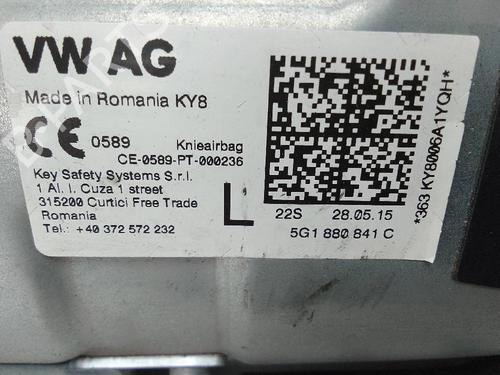 VW AG
Made in Romania KY8
CE 0589 Knieairbag
CE-0589-PT-000236
Key Safety Systems S.r.l.
1 Al. I. Cuza 1 street
315200 Curtici Free Trade
Romania
Tel.: +40 372 572 232
L
22S 28.05.15
5G1 880 841 C
*363 KY8006A1YQH*